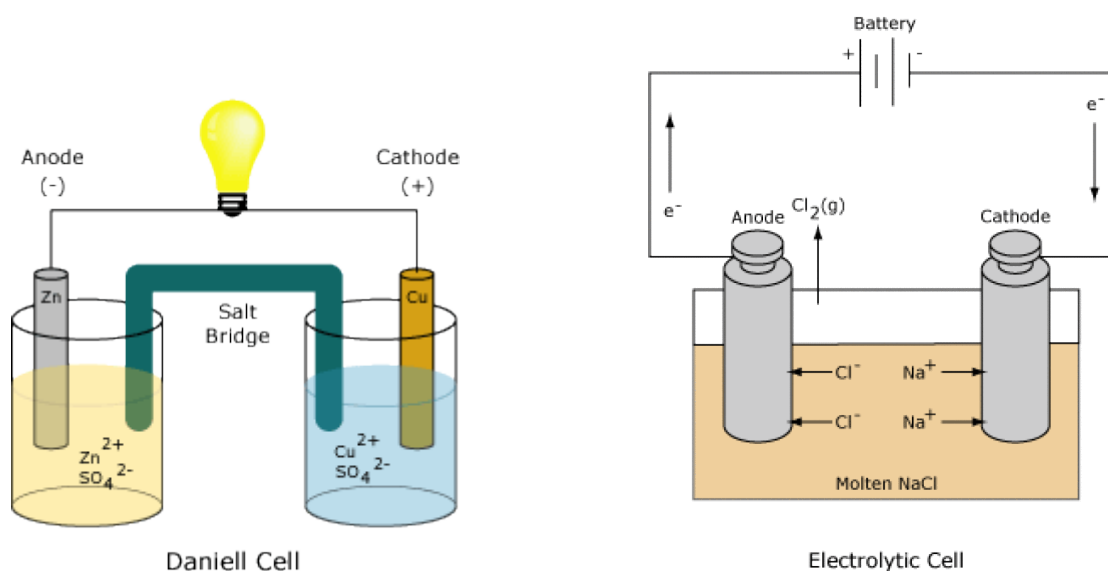 Anode
(-)
Cathode
(+)
Zn
Cu
Salt
Bridge
Zn²⁺
SO₄²⁻
Cu²⁺
SO₄²⁻
Daniell Cell
Battery
+
-
e⁻
e⁻
Anode
Cl₂(g)
Cathode
Cl⁻
Na⁺
Cl⁻
Na⁺
Molten NaCl
Electrolytic Cell